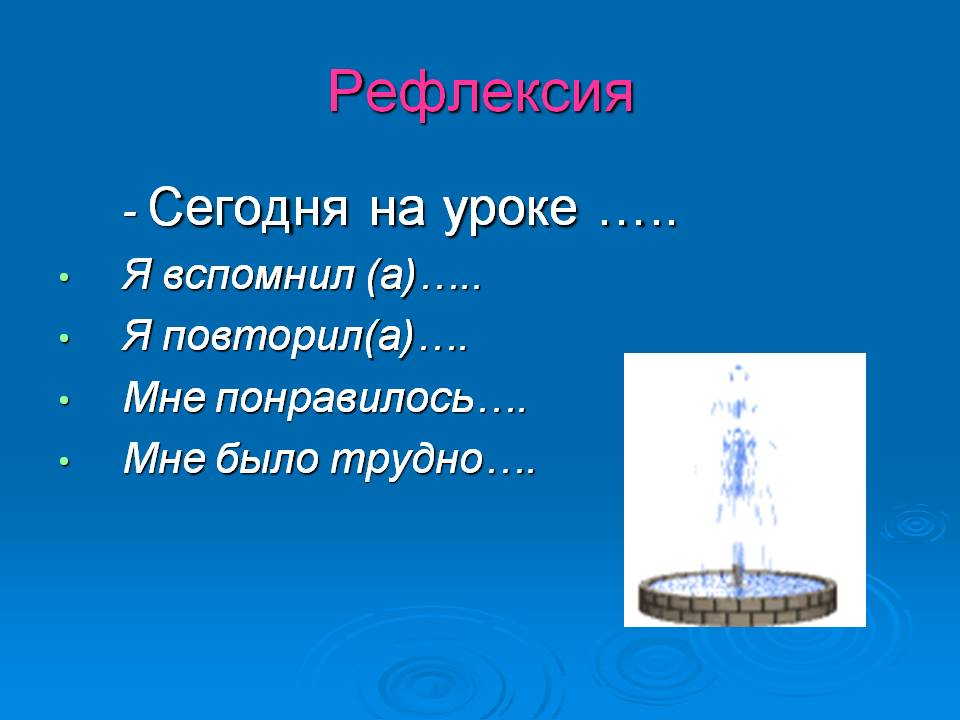 Рефлексия
- Сегодня на уроке …..
• Я вспомнил (а)…..
• Я повторил(а)….
• Мне понравилось….
• Мне было трудно….